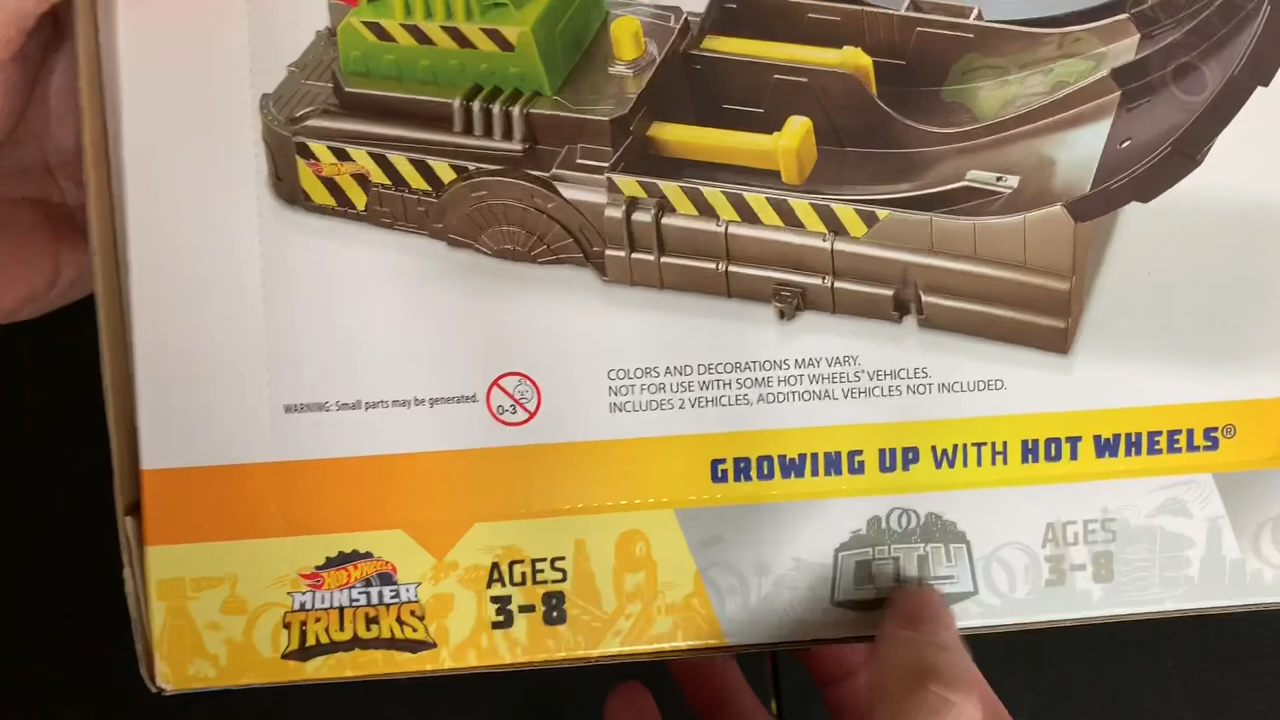 HOT WHEELS
WARNING: Small parts may be generated.
0-3
COLORS AND DECORATIONS MAY VARY.
NOT FOR USE WITH SOME HOT WHEELS® VEHICLES.
INCLUDES 2 VEHICLES, ADDITIONAL VEHICLES NOT INCLUDED.
GROWING UP WITH HOT WHEELS®
HOT WHEELS
MONSTER
TRUCKS
AGES
3-8
CITY
AGES
3-8